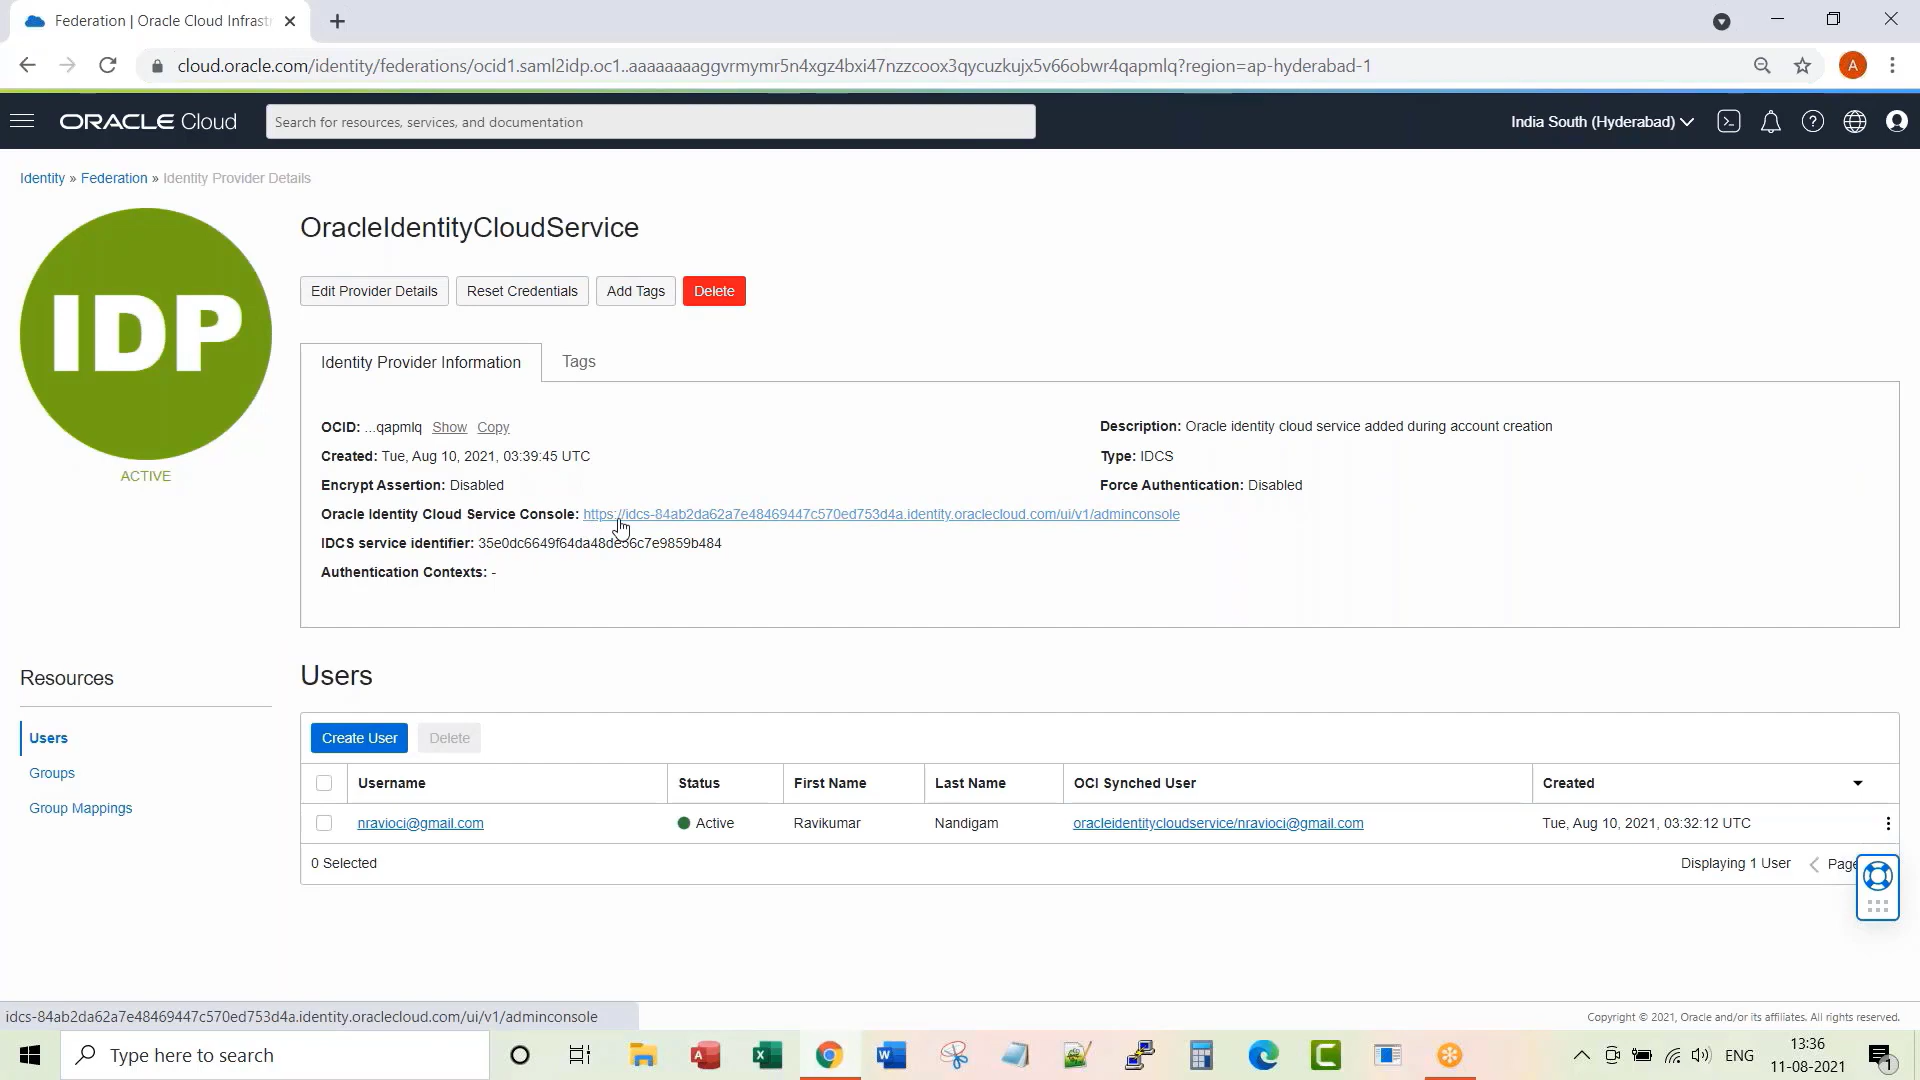 Federation | Oracle Cloud Infrast
cloud.oracle.com/identity/federations/ocid1.saml2idp.oc1..aaaaaaaaggvrmymr5n4xgz4bxi47nzzcoox3qycuzkujx5v66obwr4qapmlq?region=ap-hyderabad-1
A
ORACLE Cloud
Search for resources, services, and documentation
India South (Hyderabad)
Identity » Federation » Identity Provider Details
IDP
ACTIVE
OracleIdentityCloudService
Edit Provider Details
Reset Credentials
Add Tags
Delete
Identity Provider Information
Tags
OCID: ...qapmlq Show Copy
Description: Oracle identity cloud service added during account creation
Created: Tue, Aug 10, 2021, 03:39:45 UTC
Type: IDCS
Encrypt Assertion: Disabled
Force Authentication: Disabled
Oracle Identity Cloud Service Console: https://idcs-84ab2da62a7e48469447c570ed753d4a.identity.oraclecloud.com/ui/v1/adminconsole
IDCS service identifier: 35e0dc6649f64da48de56c7e9859b484
Authentication Contexts: -
Resources
Users
Groups
Group Mappings
Users
Create User
Delete
Username Status First Name Last Name OCI Synched User Created
nravioci@gmail.com Active Ravikumar Nandigam oracleidentitycloudservice/nravioci@gmail.com Tue, Aug 10, 2021, 03:32:12 UTC
0 Selected
Displaying 1 User
Page
idcs-84ab2da62a7e48469447c570ed753d4a.identity.oraclecloud.com/ui/v1/adminconsole
Copyright © 2021, Oracle and/or its affiliates. All rights reserved.
Type here to search
ENG
13:36
11-08-2021
1